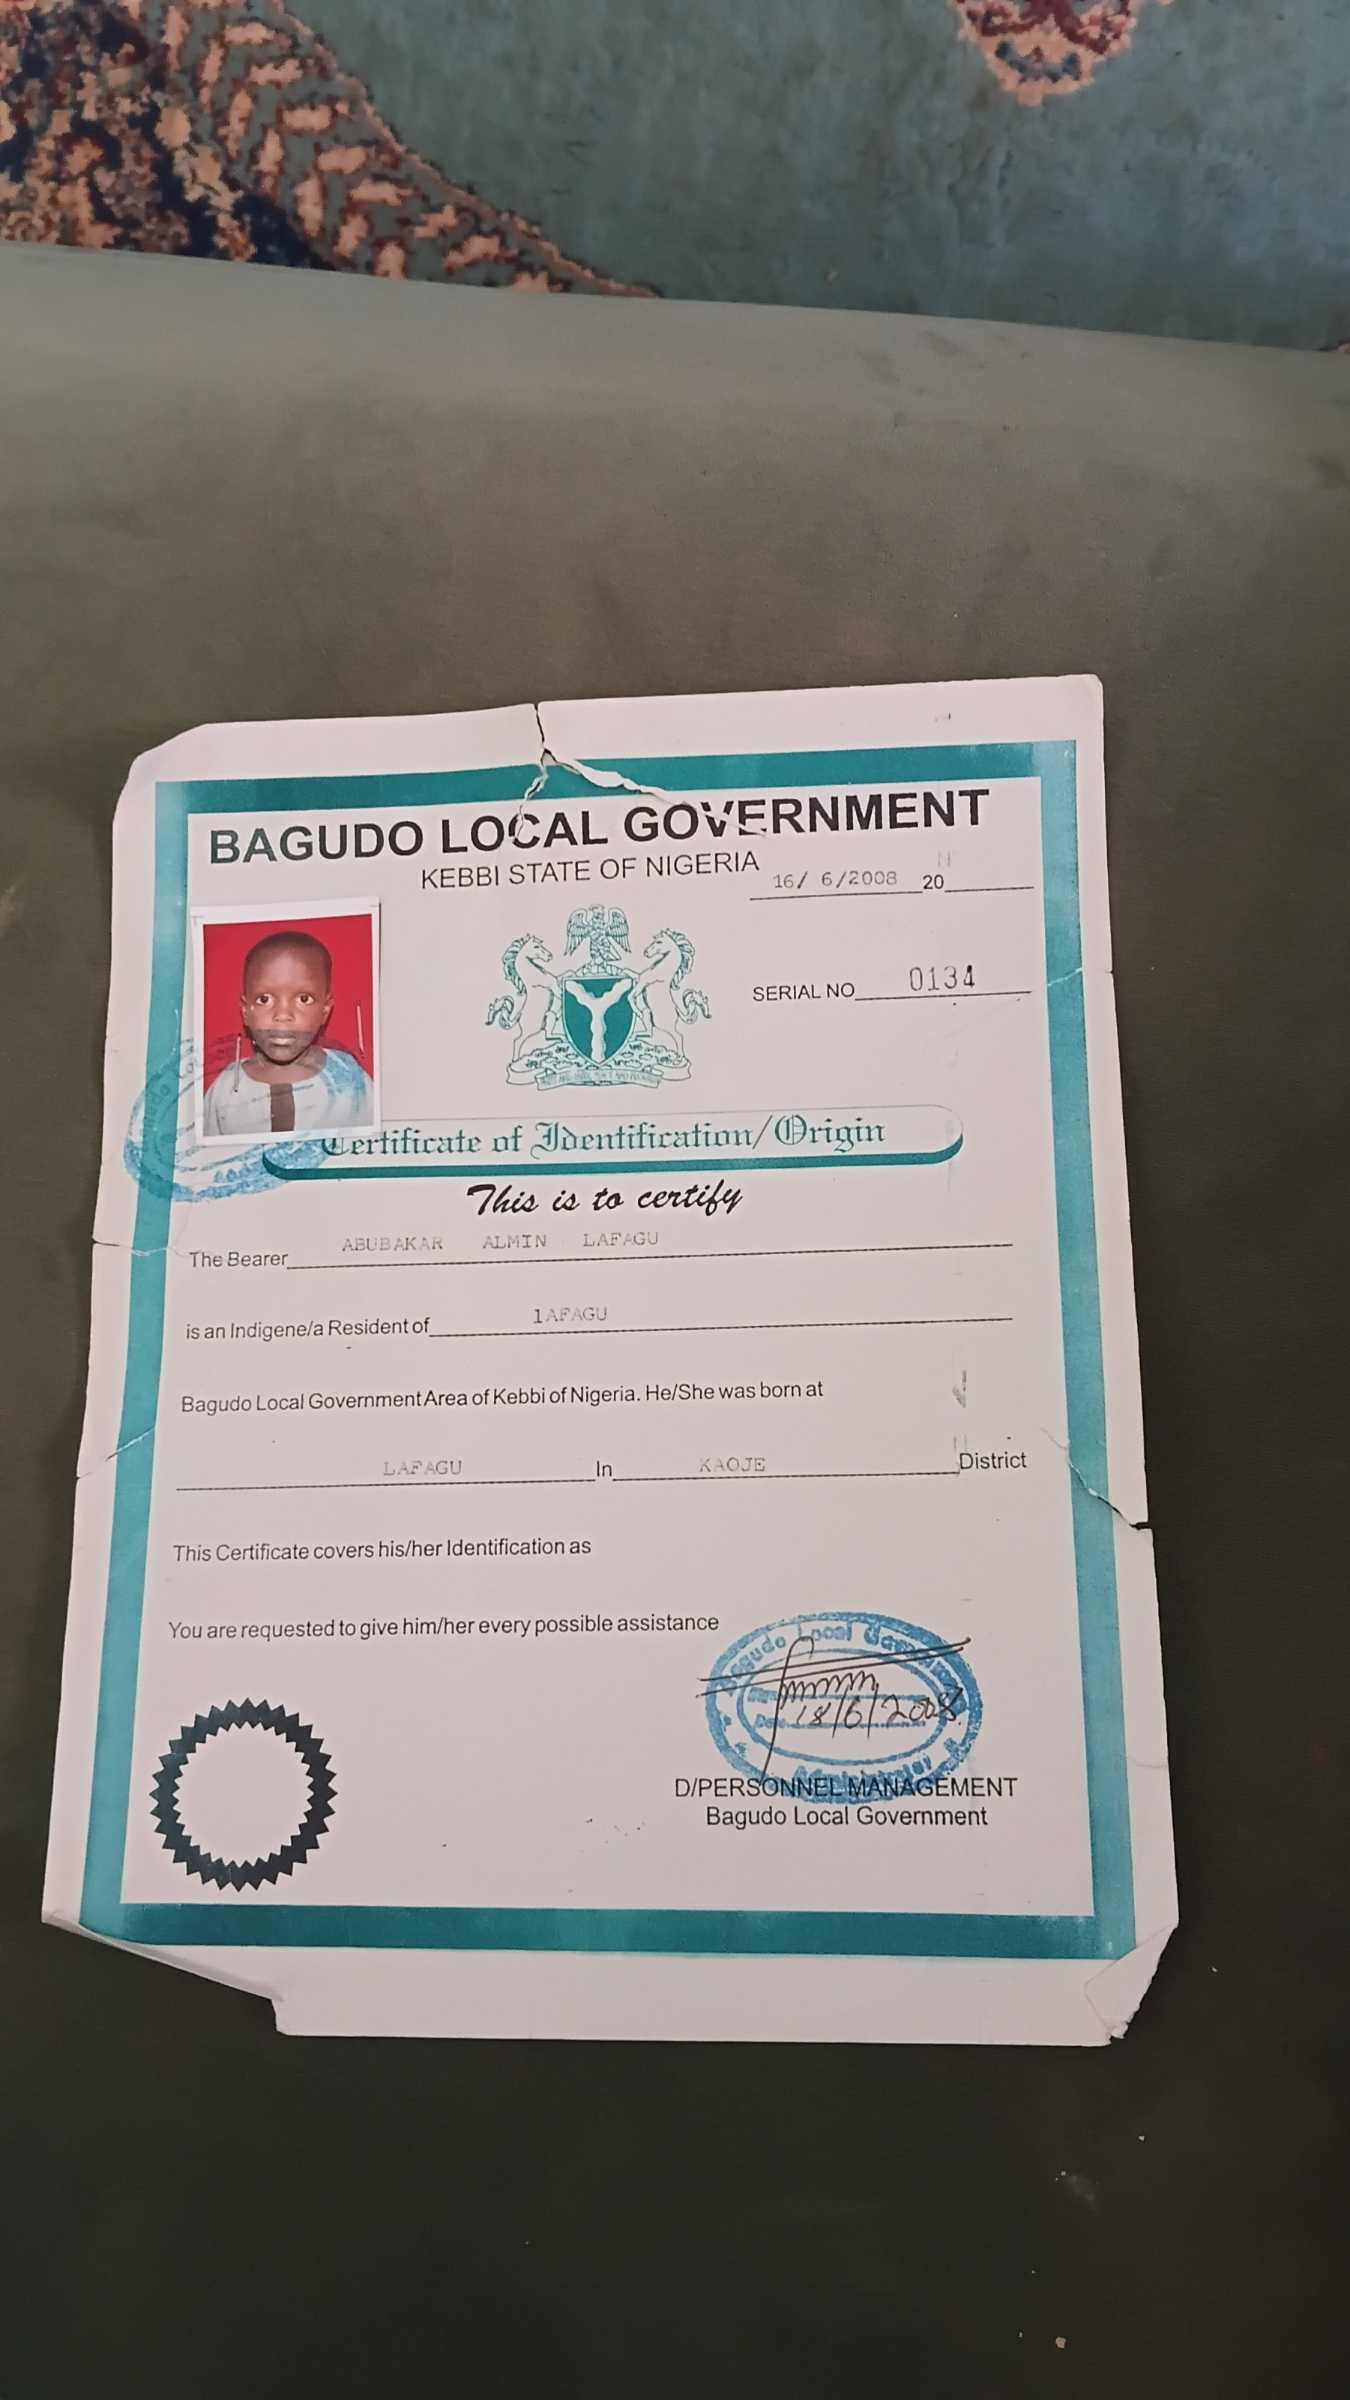 BAGUDO LOCAL GOVERNMENT
KEBBI STATE OF NIGERIA
16/ 6/2008 20
SERIAL NO 0134
Certificate of Identification/Origin
This is to certify
The Bearer ABUBAKAR ALMIN LAFAGU
is an Indigene/a Resident of lAFAGU
Bagudo Local Government Area of Kebbi of Nigeria. He/She was born at
LAFAGU In KAOJE District
This Certificate covers his/her Identification as
You are requested to give him/her every possible assistance
Bagudo Local
18/6/2008
D/PERSONNEL MANAGEMENT
Bagudo Local Government